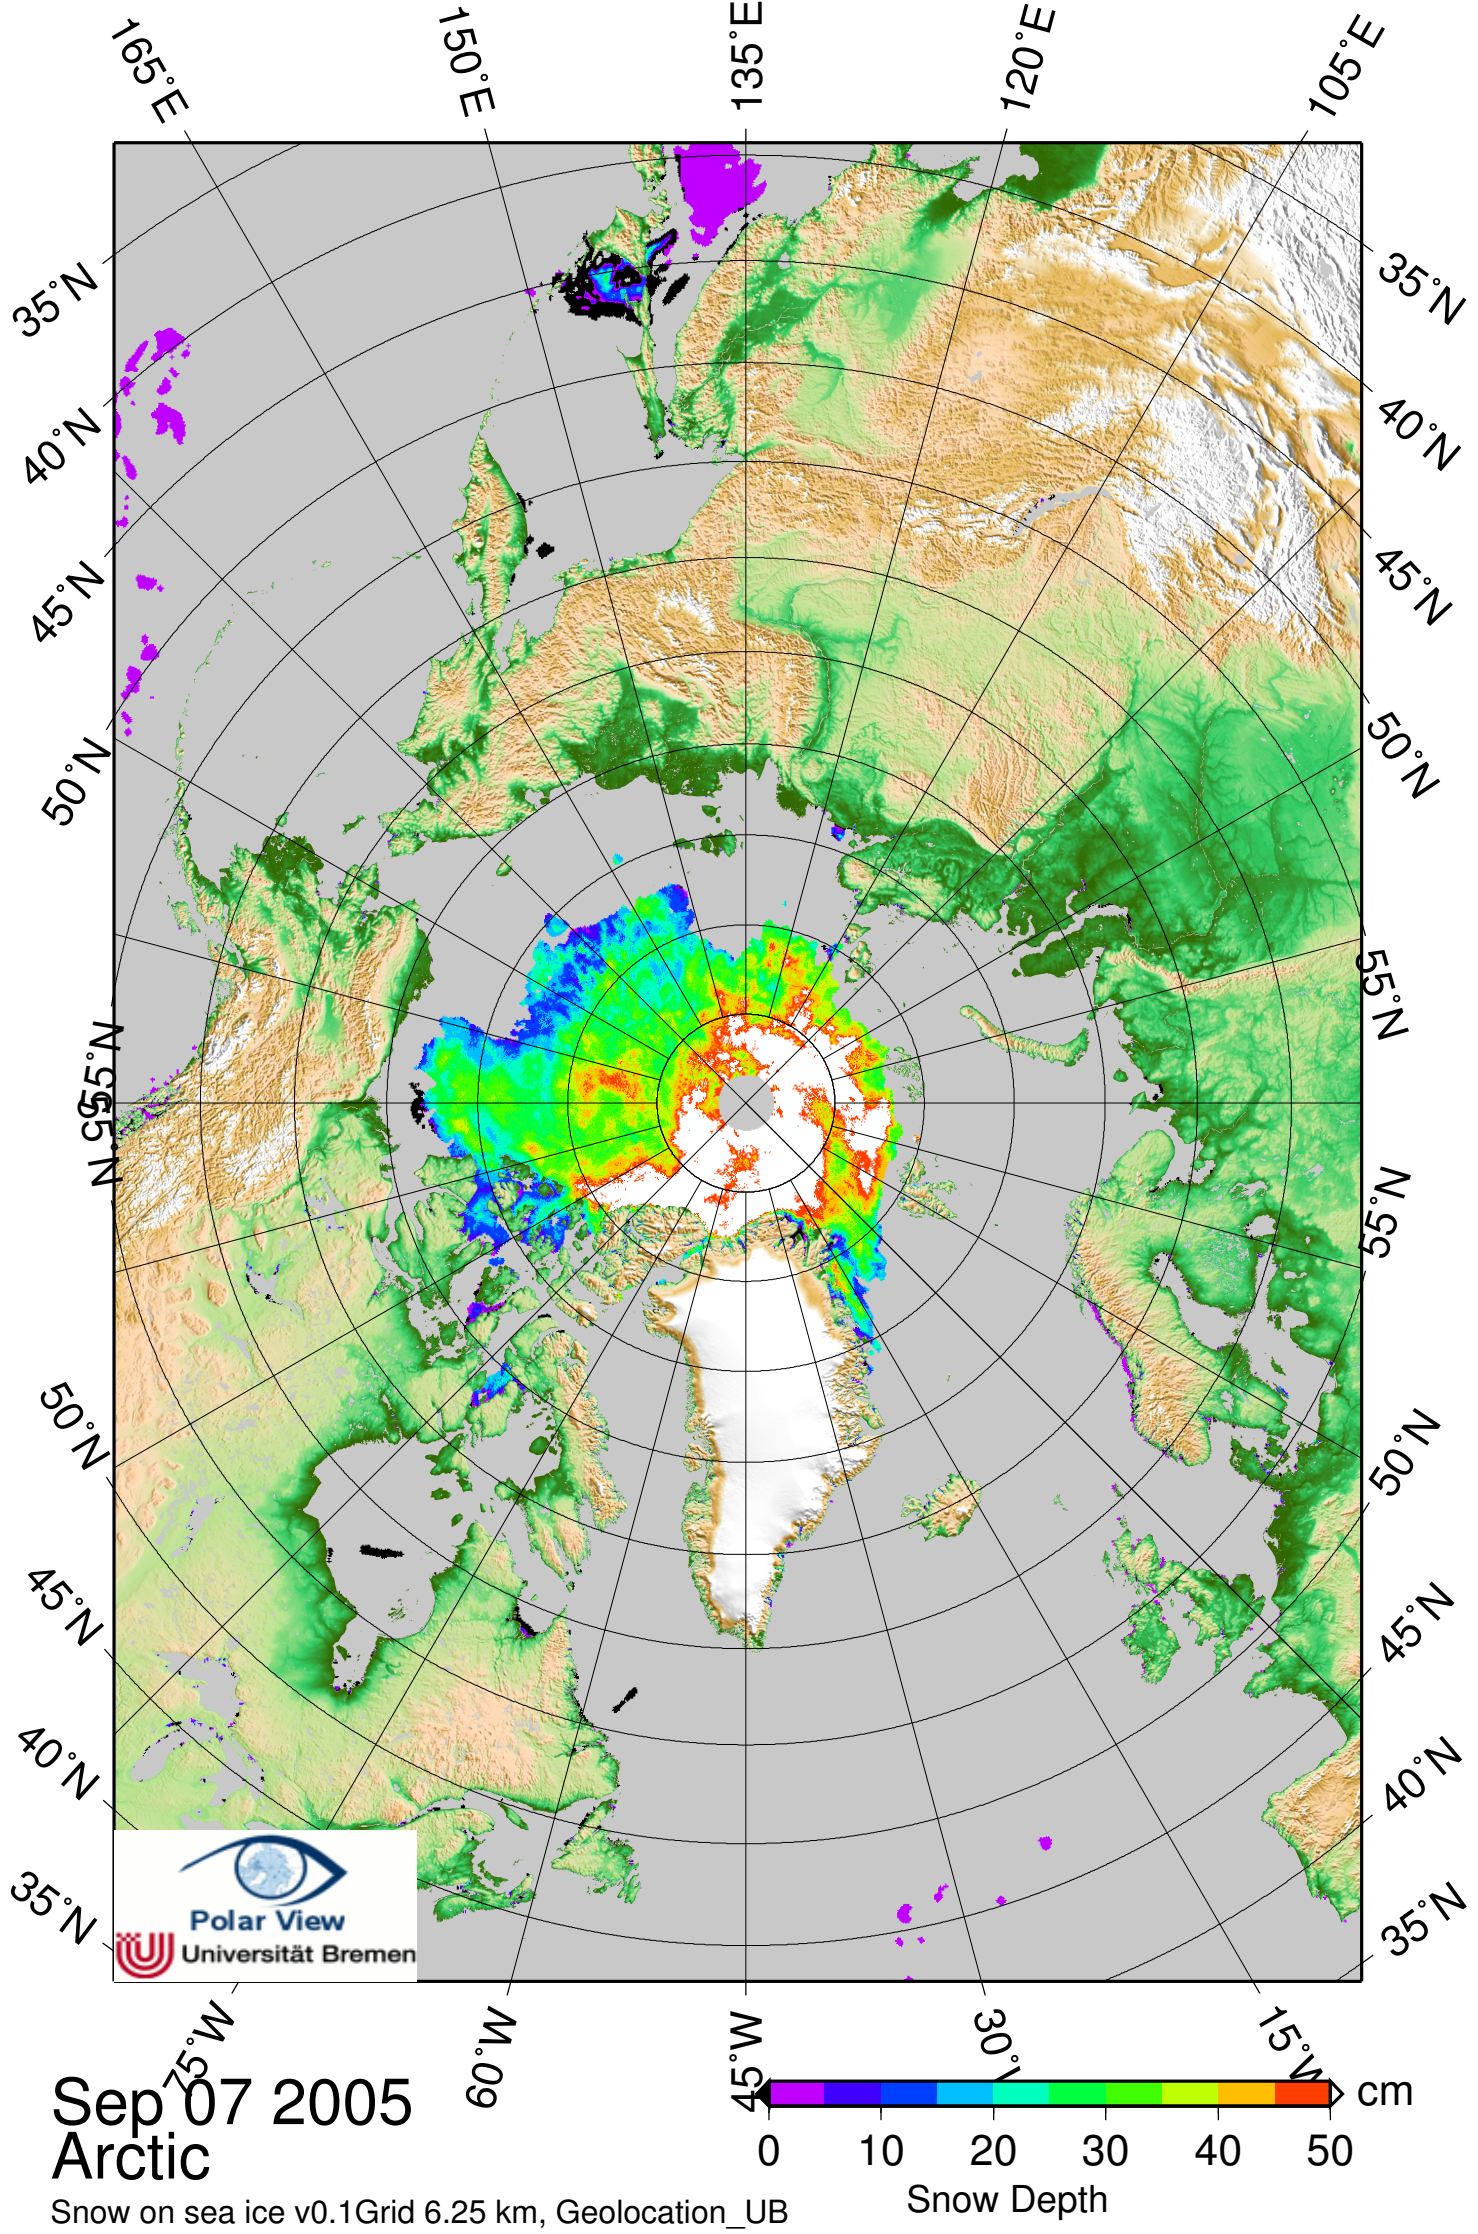 165°E
150°E
135°E
120°E
105°E
35°N
40°N
45°N
50°N
55°N
55°N
50°N
45°N
40°N
35°N
35°N
40°N
45°N
50°N
55°N
55°N
50°N
45°N
40°N
35°N
Polar View
Universität Bremen
75°W
60°W
45°W
30°W
15°W
Sep 07 2005
Arctic
Snow on sea ice v0.1Grid 6.25 km, Geolocation_UB
cm
0 10 20 30 40 50
Snow Depth